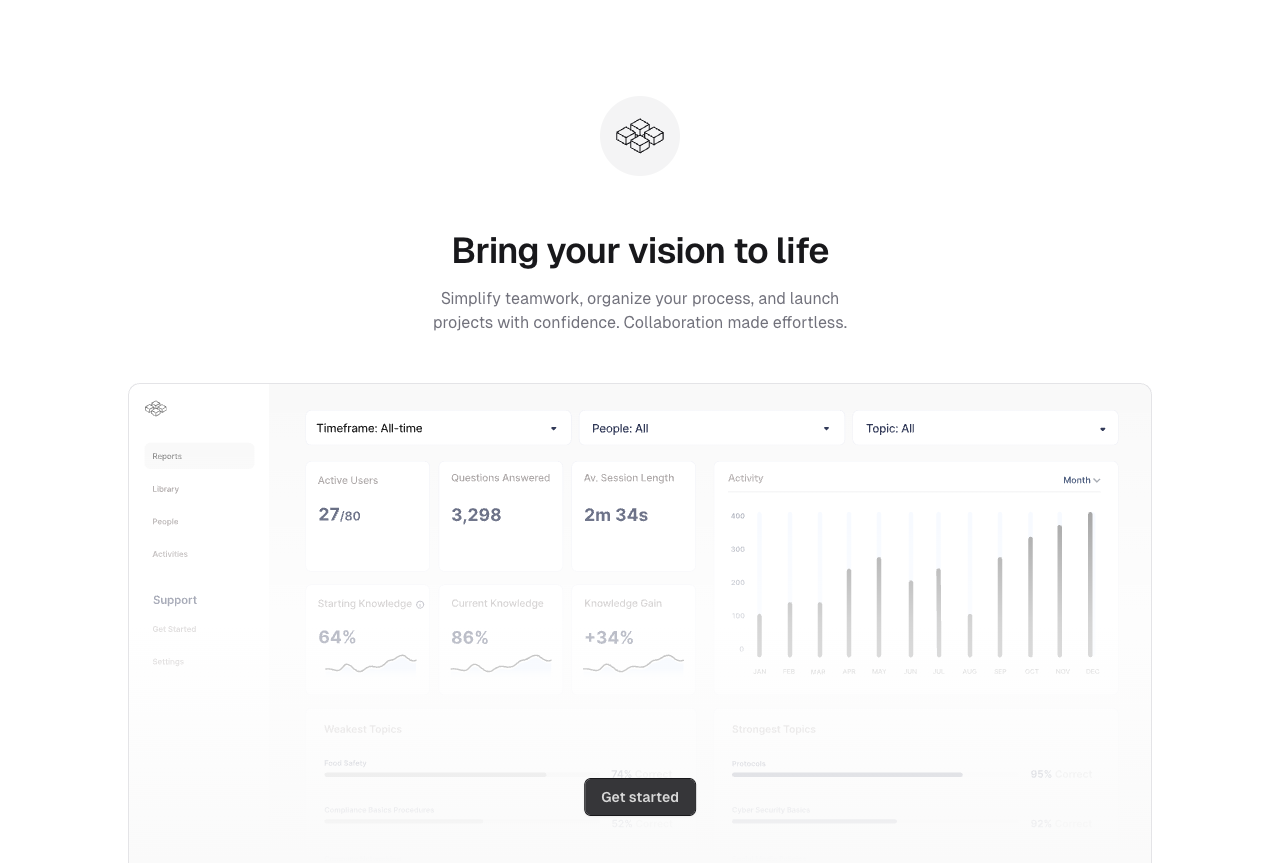 Bring your vision to life
Simplify teamwork, organize your process, and launch
projects with confidence. Collaboration made effortless.
Reports
Library
People
Activities
Support
Get Started
Settings
Timeframe: All-time
People: All
Topic: All
Active Users
27/80
Questions Answered
3,298
Av. Session Length
2m 34s
Starting Knowledge
64%
Current Knowledge
86%
Knowledge Gain
+34%
Activity
Month
400
300
200
100
0
JAN FEB MAR APR MAY JUN JUL AUG SEP OCT NOV DEC
Weakest Topics
Food Safety
74% Correct
Compliance Basics Procedures
Strongest Topics
Protocols
95% Correct
Cyber Security Basics
92%
Get started